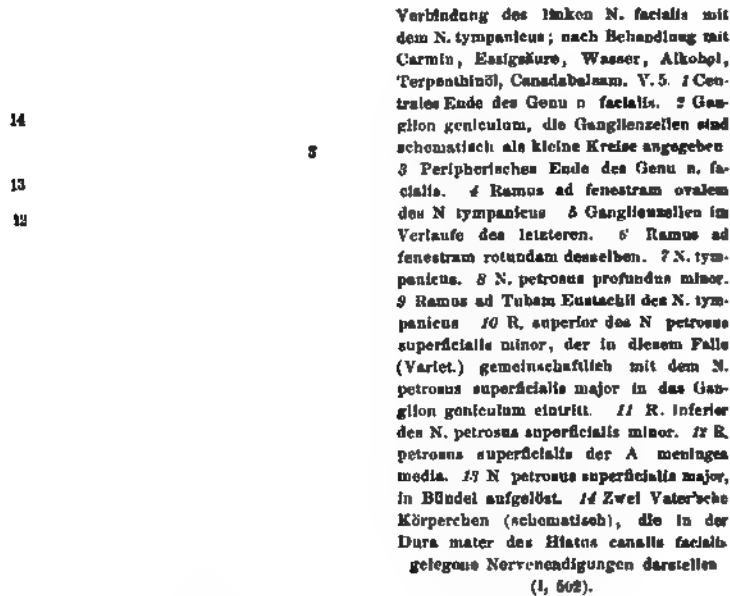 Verbindung des linken N. facialis mit
dem N. tympanicus; nach Behandlung mit
Carmin, Essigsäure, Wasser, Alkohol,
Terpenthinöl, Canadabalsam. V. 5. 1 Cen-
trales Ende des Genu n facialis. 2 Gan-
glion geniculum, die Ganglienzellen sind
schematisch als kleine Kreise angegeben
3 Peripherisches Ende des Genu n. fa-
cialis. 4 Ramus ad fenestram ovalem
des N tympanicus 5 Ganglienzellen im
Verlaufe des letzteren. 6 Ramus ad
fenestram rotundam desselben. 7 N. tym-
panicus. 8 N. petrosus profundus minor.
9 Ramus ad Tubam Eustachii des N. tym-
panicus 10 R. superior des N petrosus
superficialis minor, der in diesem Falle
(Variet.) gemeinschaftlich mit dem N.
petrosus superficialis major in das Gan-
glion geniculum eintritt. 11 R. inferior
des N. petrosus superficialis minor. 12 R.
petrosus superficialis der A meningea
media. 13 N petrosus superficialis major,
in Bündel aufgelöst. 14 Zwei Vater'sche
Körperchen (schematisch), die in der
Dura mater des Hiatus canalis facialis
gelegene Nervenendigungen darstellen
(I, 502).
14
13
12